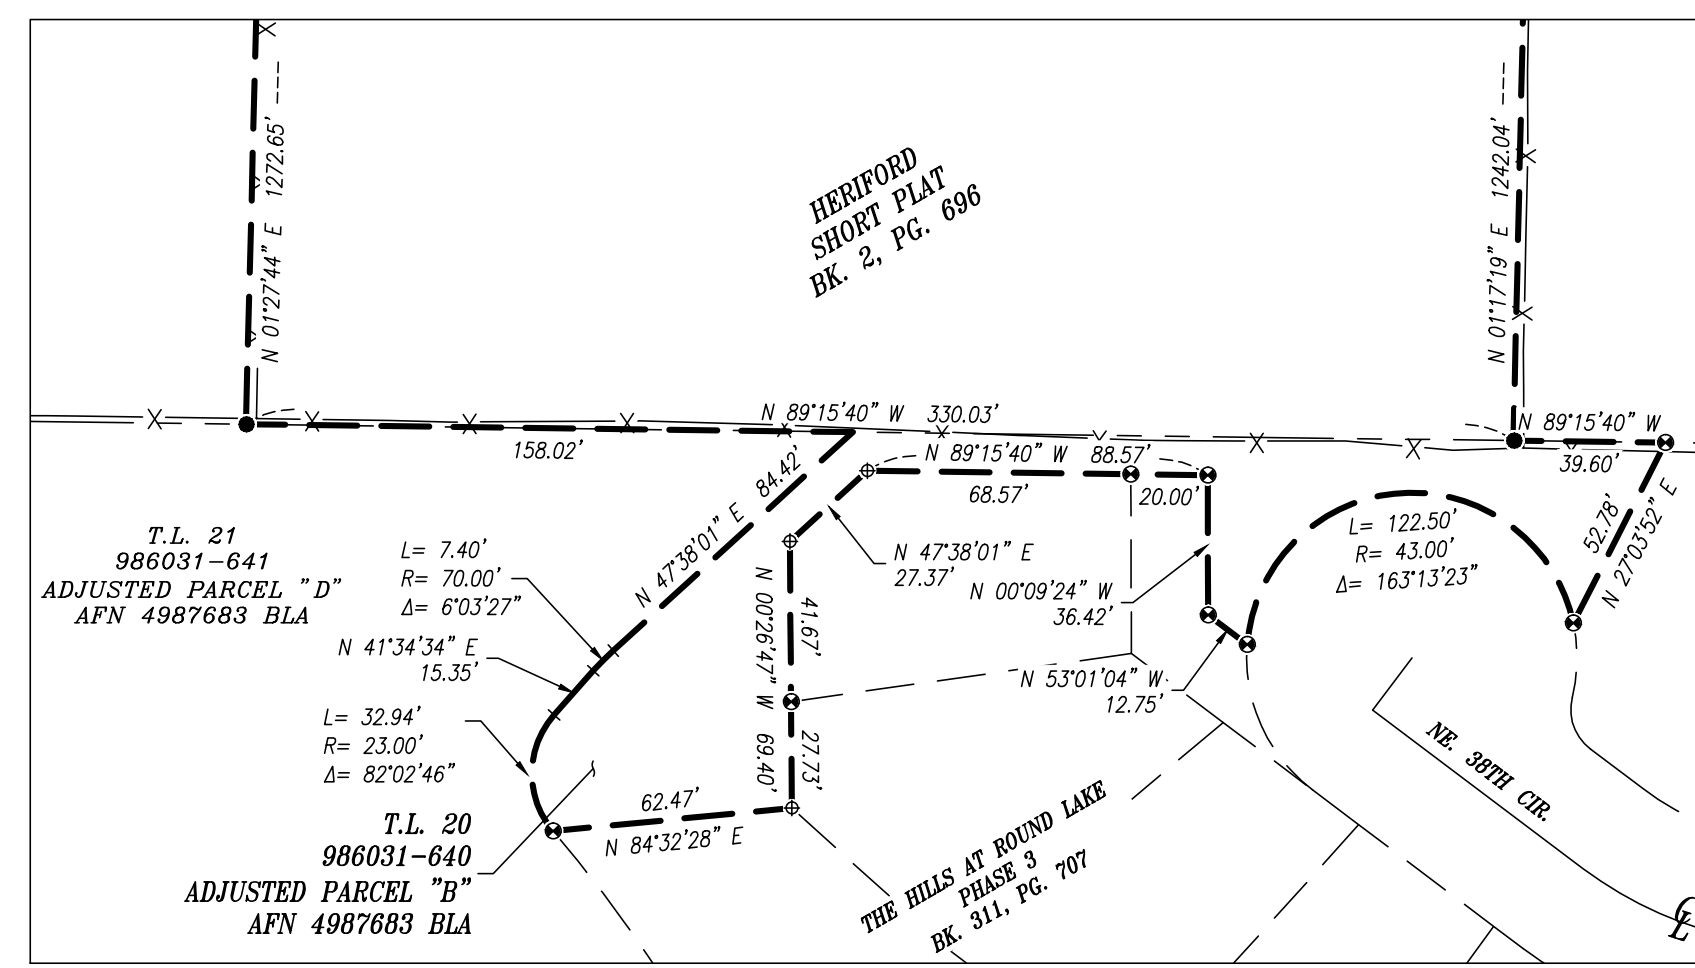 1272.65'
N 01°27'44" E
HERIFORD
SHORT PLAT
BK. 2, PG. 696
1242.04'
N 01°17'19" E
N 89°15'40" W 330.03'
158.02'
N 89°15'40" W
39.60'
N 89°15'40" W 88.57'
68.57'
20.00'
84.42'
N 47°38'01" E
N 47°38'01" E
27.37'
T.L. 21
986031-641
ADJUSTED PARCEL "D"
AFN 4987683 BLA
L= 7.40'
R= 70.00'
Δ= 6°03'27"
N 41°34'34" E
15.35'
L= 32.94'
R= 23.00'
Δ= 82°02'46"
N 00°26'47" W 69.40'
41.67'
27.73'
N 00°09'24" W
36.42'
N 53°01'04" W
12.75'
L= 122.50'
R= 43.00'
Δ= 163°13'23"
52.78'
N 27°03'52" E
62.47'
N 84°32'28" E
T.L. 20
986031-640
ADJUSTED PARCEL "B"
AFN 4987683 BLA
THE HILLS AT ROUND LAKE
PHASE 3
BK. 311, PG. 707
NE. 38TH CIR.
CL